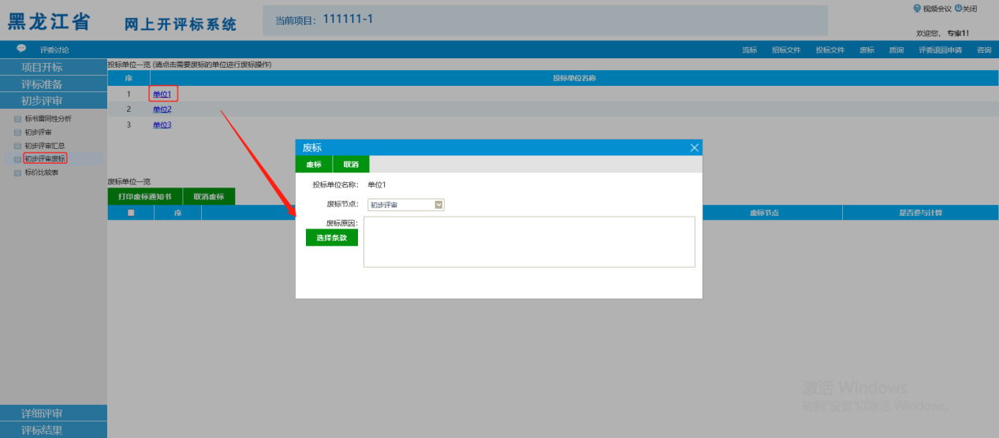 黑龙江省
网上开评标系统
当前项目：111111-1
视频会议 关闭
欢迎您，专家1!
评委讨论
流标 招标文件 投标文件 废标 质询 评委退回申请 咨询
项目开标
评标准备
初步评审
标书雷同性分析
初步评审
初步评审汇总
初步评审废标
标价比较表
详细评审
评标结果
投标单位一览 (请点击需要废标的单位进行废标操作)
序 投标单位名称
1 单位1
2 单位2
3 单位3
废标单位一览
打印废标通知书 取消废标
序 废标节点 是否参与计算
废标
废标 取消
投标单位名称： 单位1
废标节点： 初步评审
废标原因：
选择条款
激活 Windows
转到"设置"以激活 Windows。